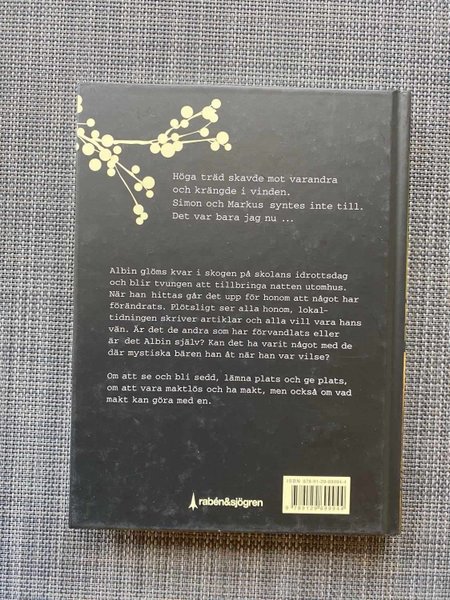 Höga träd skavde mot varandra
och krängde i vinden.
Simon och Markus syntes inte till.
Det var bara jag nu ...
Albin glöms kvar i skogen på skolans idrottsdag
och blir tvungen att tillbringa natten utomhus.
När han hittas går det upp för honom att något har
förändrats. Plötsligt ser alla honom, lokal-
tidningen skriver artiklar och alla vill vara hans
vän. Är det de andra som har förvandlats eller
är det Albin själv? Kan det ha varit något med de
där mystiska bären han åt när han var vilse?
Om att se och bli sedd, lämna plats och ge plats,
om att vara maktlös och ha makt, men också om vad
makt kan göra med en.
rabén&sjögren